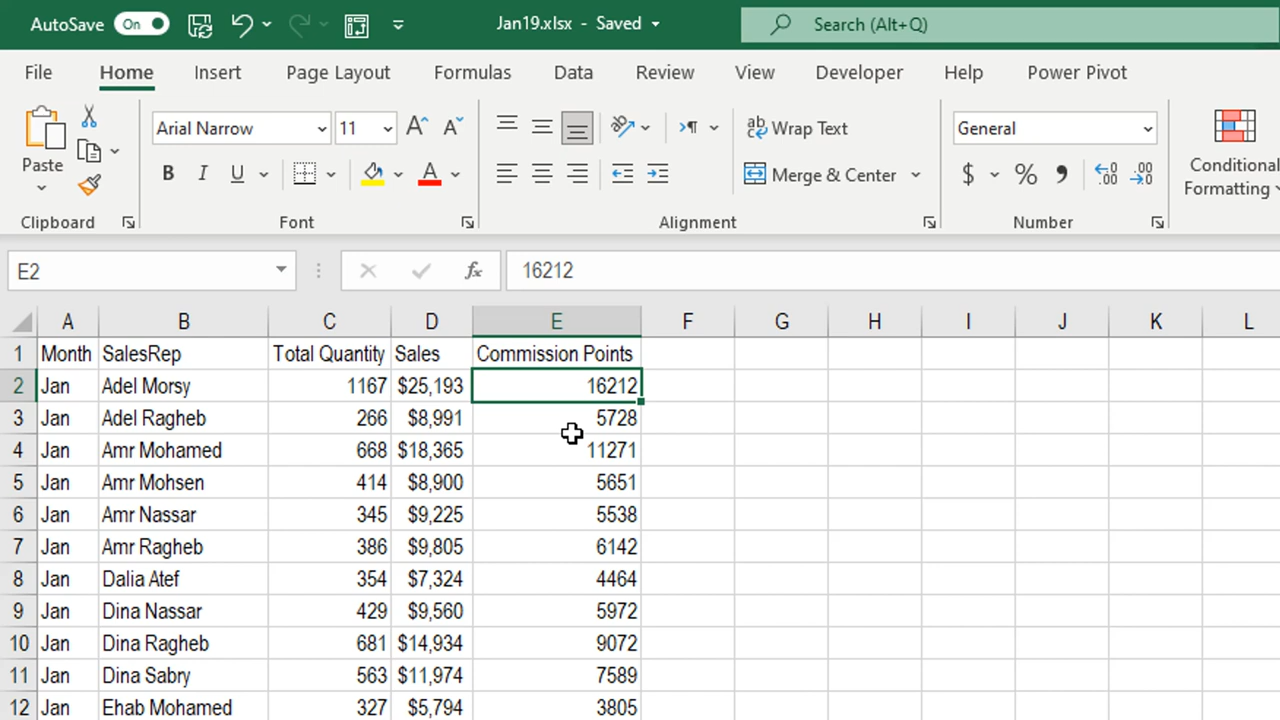 AutoSave On Jan19.xlsx - Saved Search (Alt+Q)
File Home Insert Page Layout Formulas Data Review View Developer Help Power Pivot
Paste Arial Narrow 11 A^ A˅ ab Wrap Text General Conditional
B I U A Merge & Center $ % 9 Formatting
Clipboard Font Alignment Number
E2 fx 16212
A B C D E F G H I J K L
1 Month SalesRep Total Quantity Sales Commission Points
2 Jan Adel Morsy 1167 $25,193 16212
3 Jan Adel Ragheb 266 $8,991 5728
4 Jan Amr Mohamed 668 $18,365 11271
5 Jan Amr Mohsen 414 $8,900 5651
6 Jan Amr Nassar 345 $9,225 5538
7 Jan Amr Ragheb 386 $9,805 6142
8 Jan Dalia Atef 354 $7,324 4464
9 Jan Dina Nassar 429 $9,560 5972
10 Jan Dina Ragheb 681 $14,934 9072
11 Jan Dina Sabry 563 $11,974 7589
12 Jan Ehab Mohamed 327 $5,794 3805